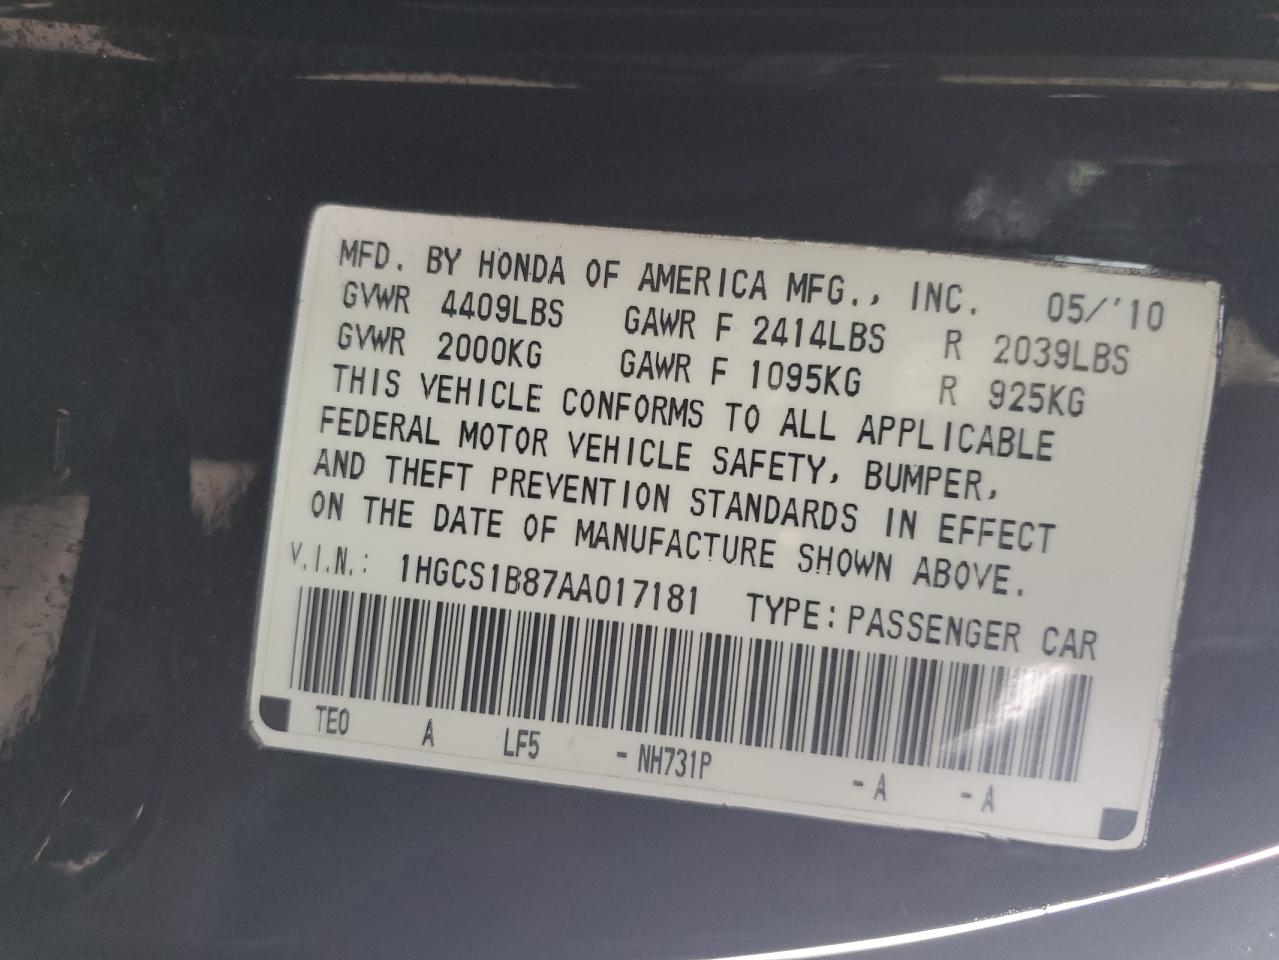 MFD. BY HONDA OF AMERICA MFG., INC. 05/'10
GVWR 4409LBS GAWR F 2414LBS R 2039LBS
GVWR 2000KG GAWR F 1095KG R 925KG
THIS VEHICLE CONFORMS TO ALL APPLICABLE
FEDERAL MOTOR VEHICLE SAFETY, BUMPER,
AND THEFT PREVENTION STANDARDS IN EFFECT
ON THE DATE OF MANUFACTURE SHOWN ABOVE.
V.I.N.: 1HGCS1B87AA017181 TYPE: PASSENGER CAR
TE0 A LF5 - NH731P - A - A